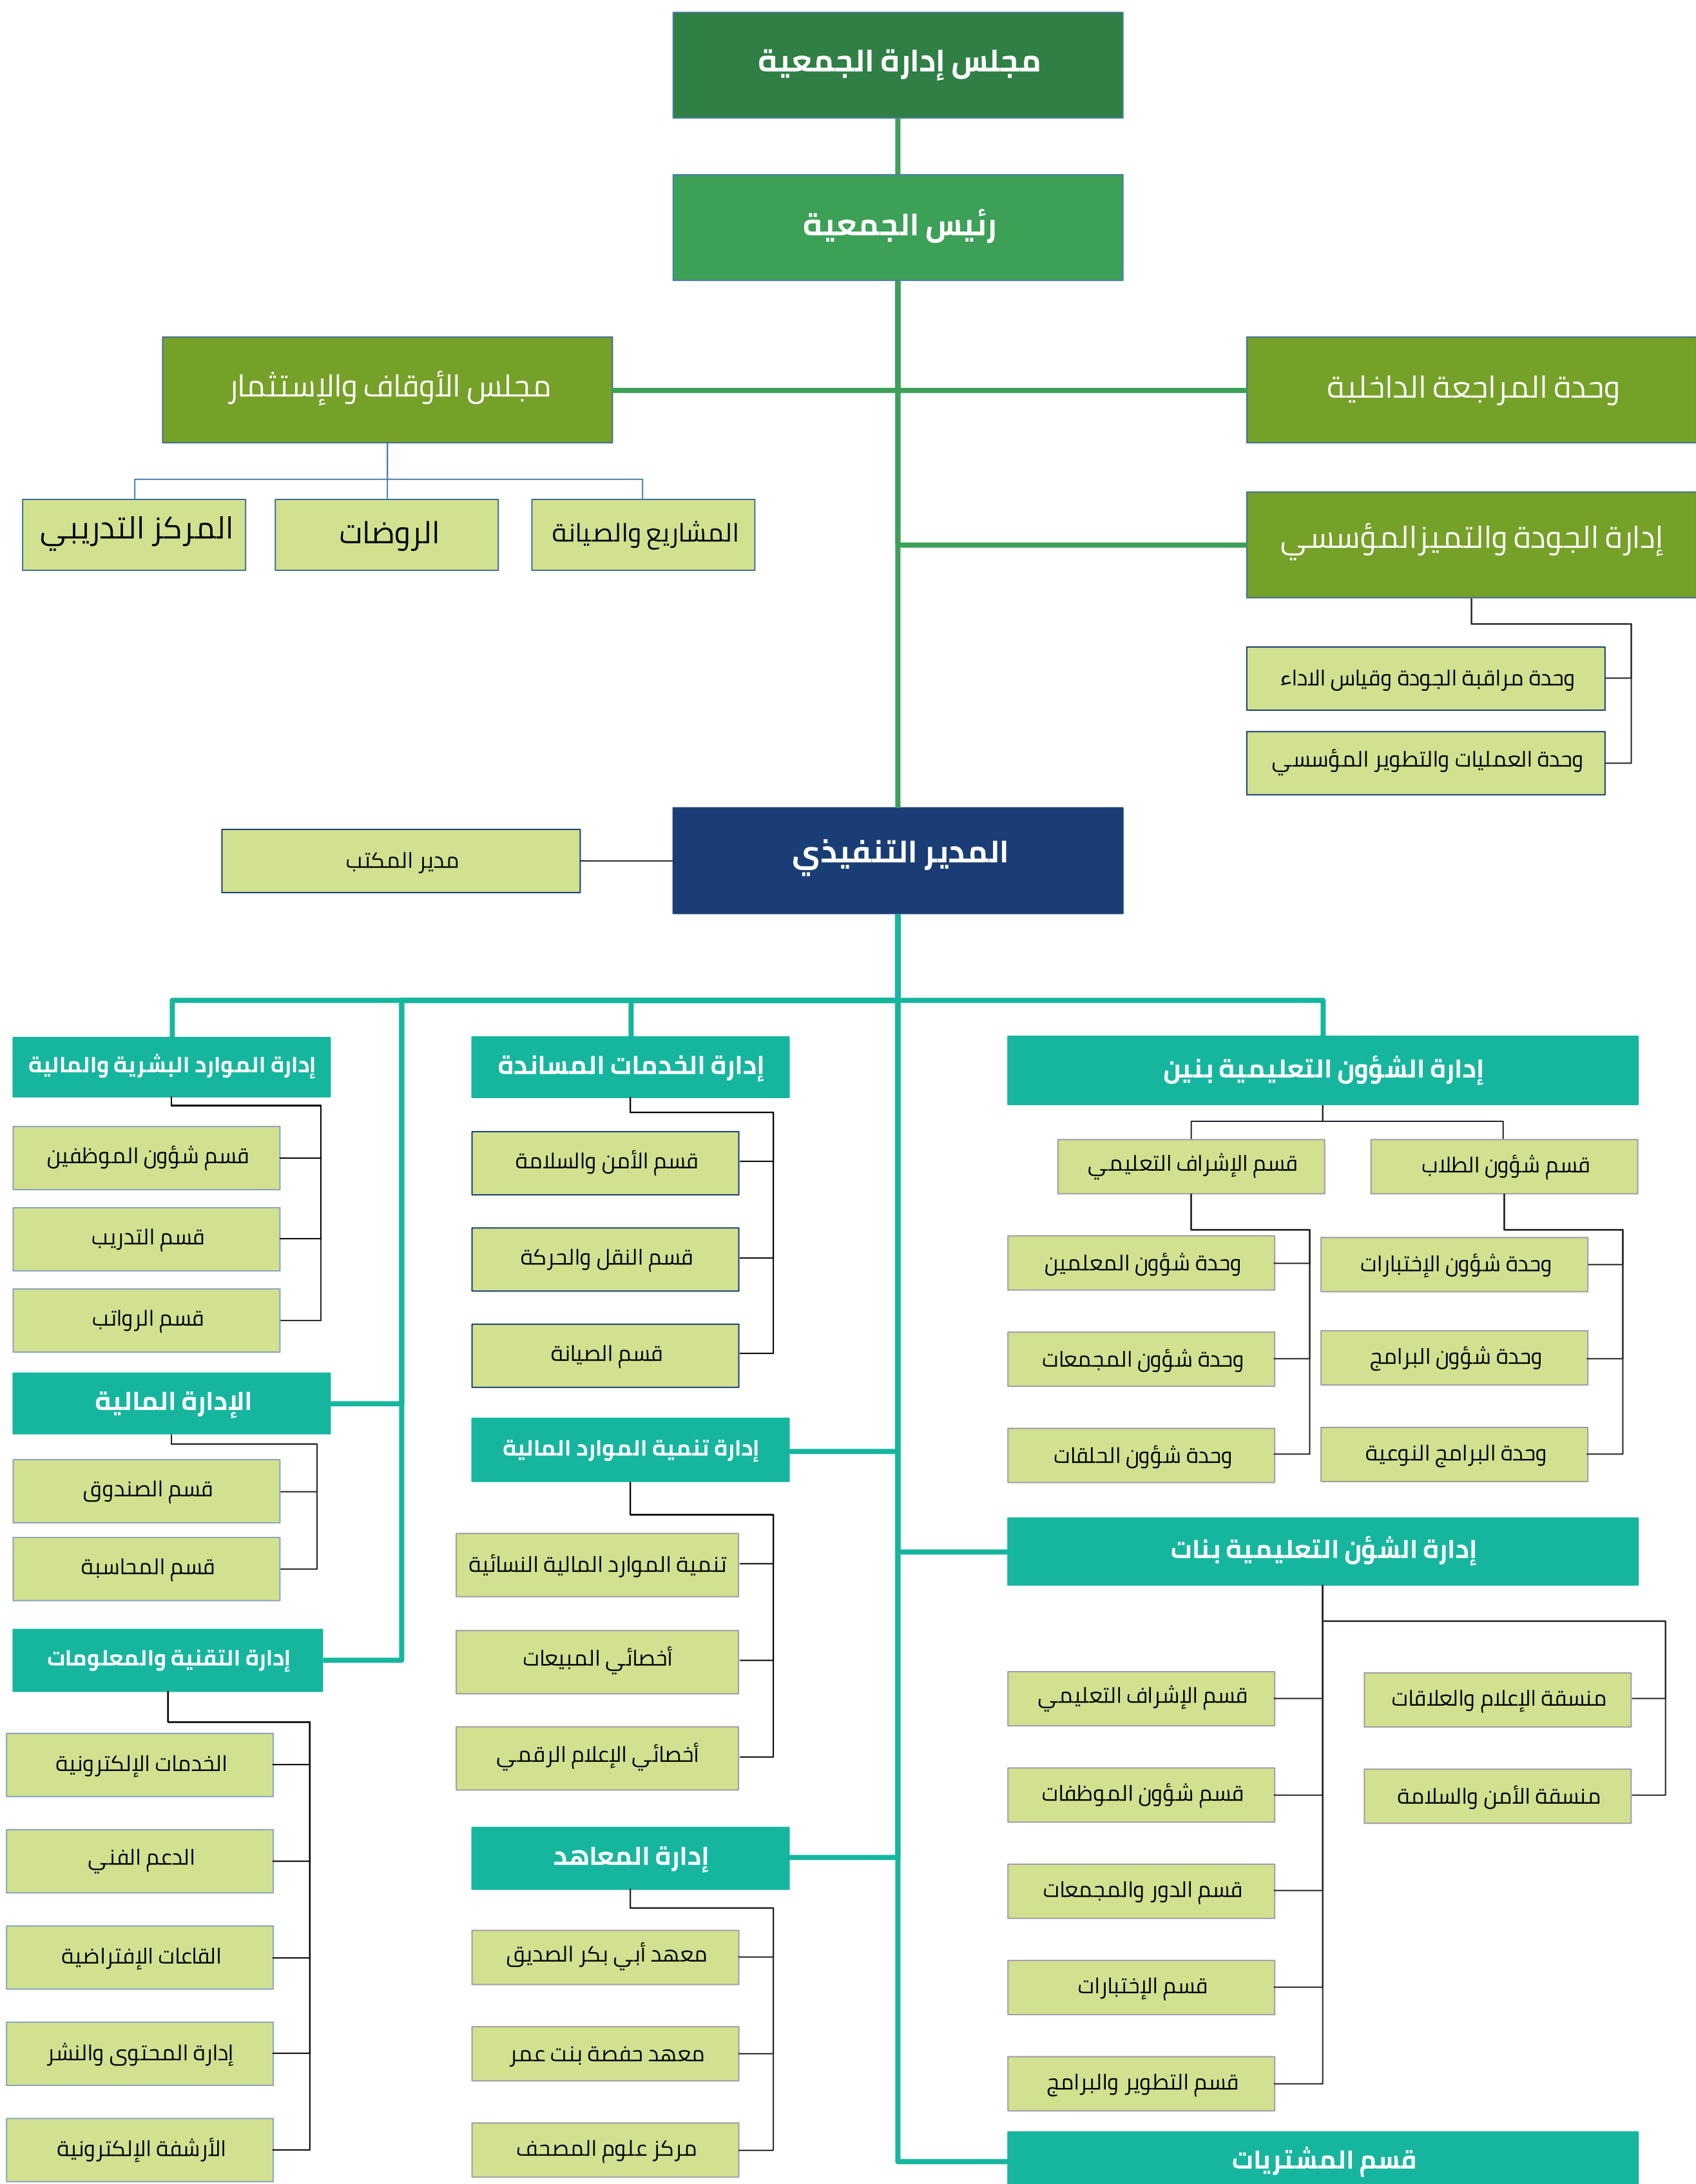 مجلس إدارة الجمعية
رئيس الجمعية
وحدة المراجعة الداخلية
مجلس الأوقاف والإستثمار
المشاريع والصيانة
الروضات
المركز التدريبي
إدارة الجودة والتميزالمؤسسي
وحدة مراقبة الجودة وقياس الاداء
وحدة العمليات والتطوير المؤسسي
المدير التنفيذي
مدير المكتب
إدارة الشؤون التعليمية بنين
قسم شؤون الطلاب
قسم الإشراف التعليمي
وحدة شؤون الإختبارات
وحدة شؤون البرامج
وحدة البرامج النوعية
وحدة شؤون المعلمين
وحدة شؤون المجمعات
وحدة شؤون الحلقات
إدارة الشؤن التعليمية بنات
منسقة الإعلام والعلاقات
منسقة الأمن والسلامة
قسم الإشراف التعليمي
قسم شؤون الموظفات
قسم الدور والمجمعات
قسم الإختبارات
قسم التطوير والبرامج
قسم المشتريات
إدارة الخدمات المساندة
قسم الأمن والسلامة
قسم النقل والحركة
قسم الصيانة
إدارة تنمية الموارد المالية
تنمية الموارد المالية النسائية
أخصائي المبيعات
أخصائي الإعلام الرقمي
إدارة المعاهد
معهد أبي بكر الصديق
معهد حفصة بنت عمر
مركز علوم المصحف
إدارة الموارد البشرية والمالية
قسم شؤون الموظفين
قسم التدريب
قسم الرواتب
الإدارة المالية
قسم الصندوق
قسم المحاسبة
إدارة التقنية والمعلومات
الخدمات الإلكترونية
الدعم الفني
القاعات الإفتراضية
إدارة المحتوى والنشر
الأرشفة الإلكترونية